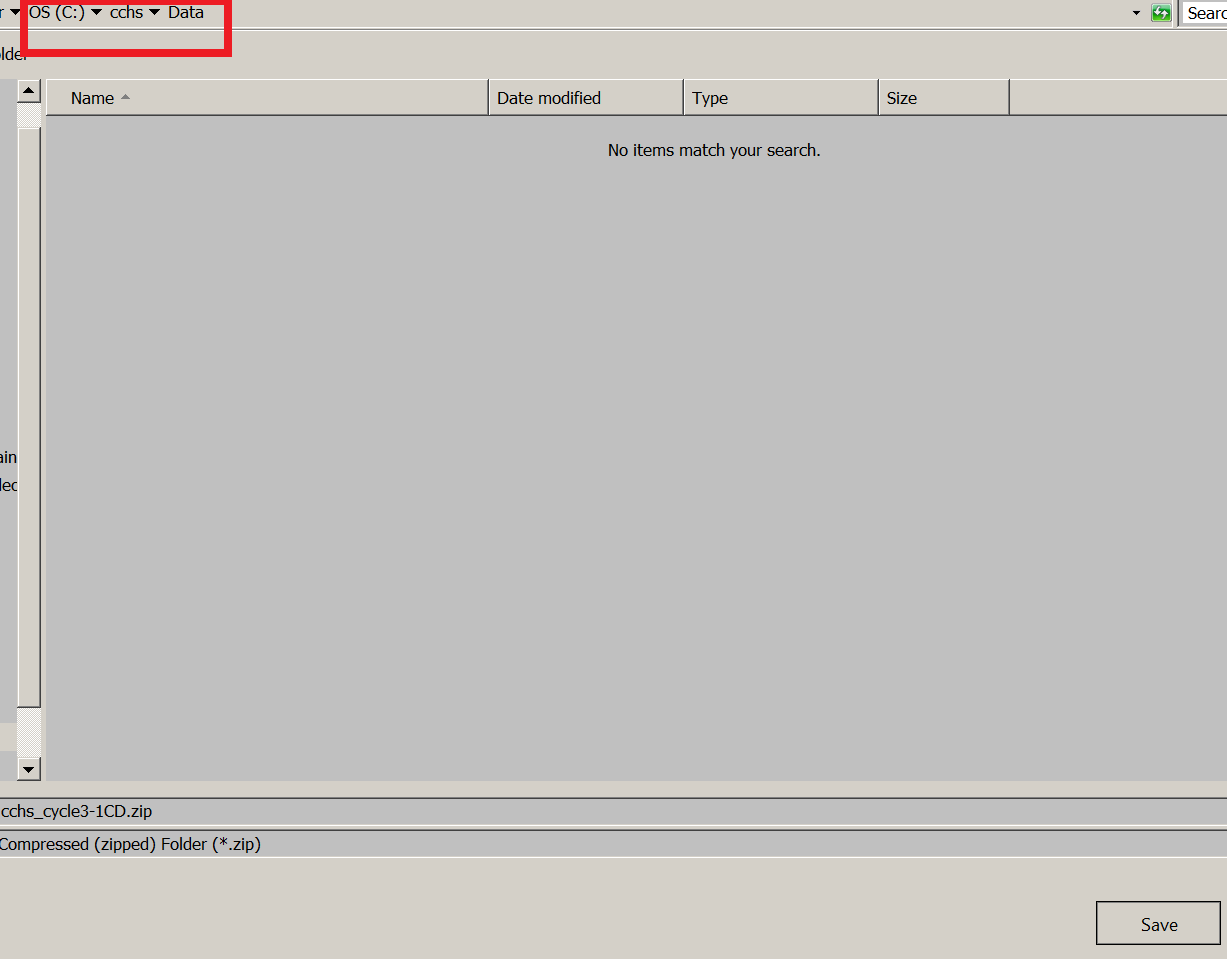 OS (C:) cchs Data Searc
older
Name Date modified Type Size
No items match your search.
ain
lec
cchs_cycle3-1CD.zip
Compressed (zipped) Folder (*.zip)
Save